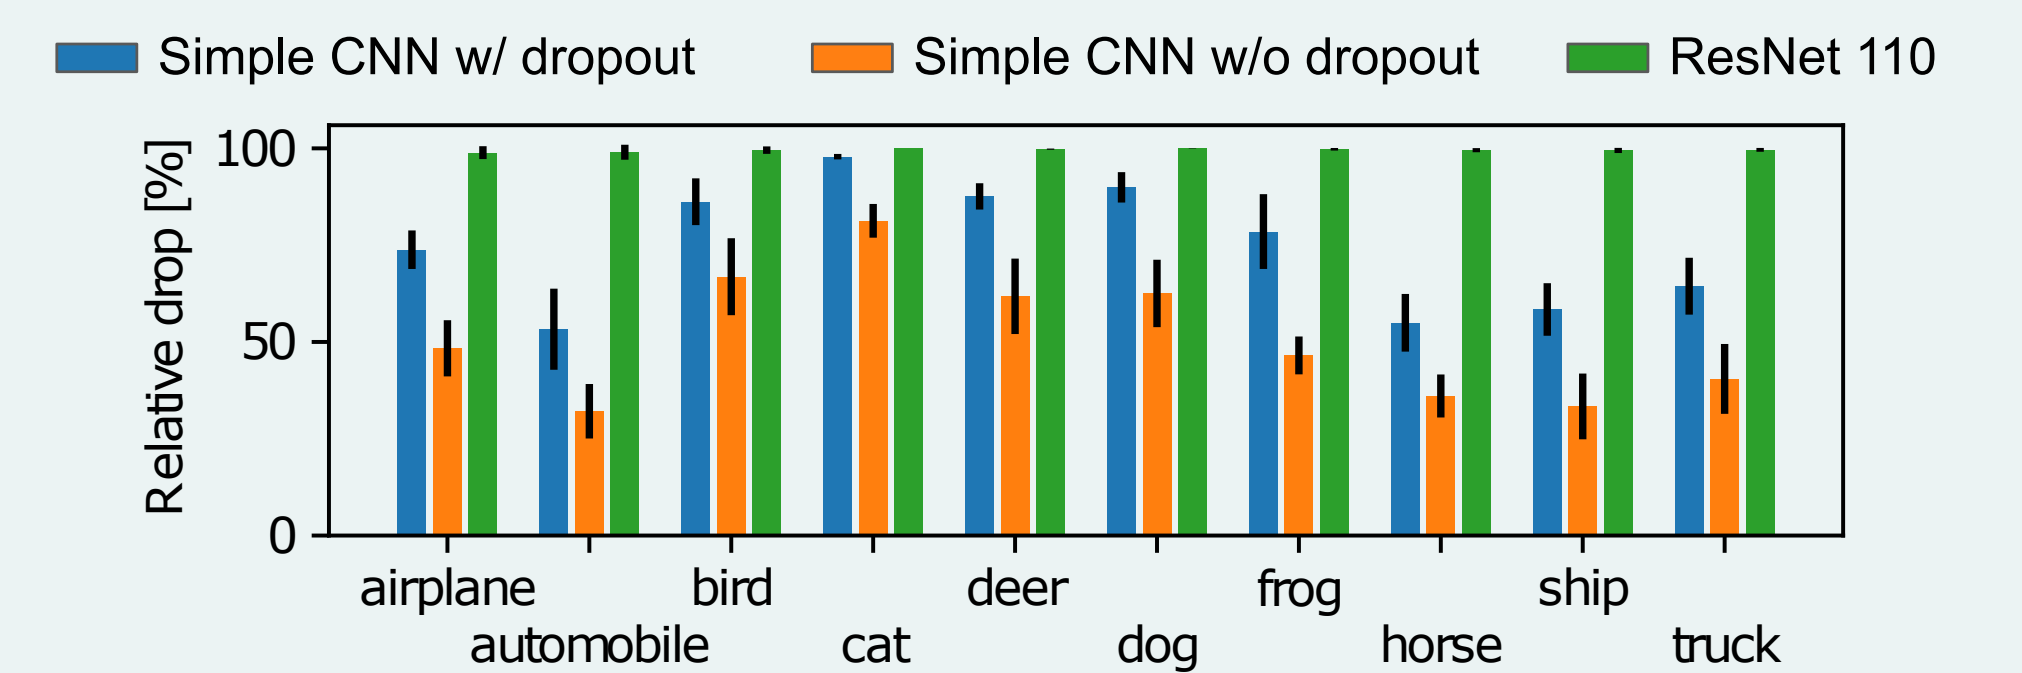 Simple CNN w/ dropout Simple CNN w/o dropout ResNet 110
Relative drop [%]
100
50
0
airplane bird deer frog ship
automobile cat dog horse truck